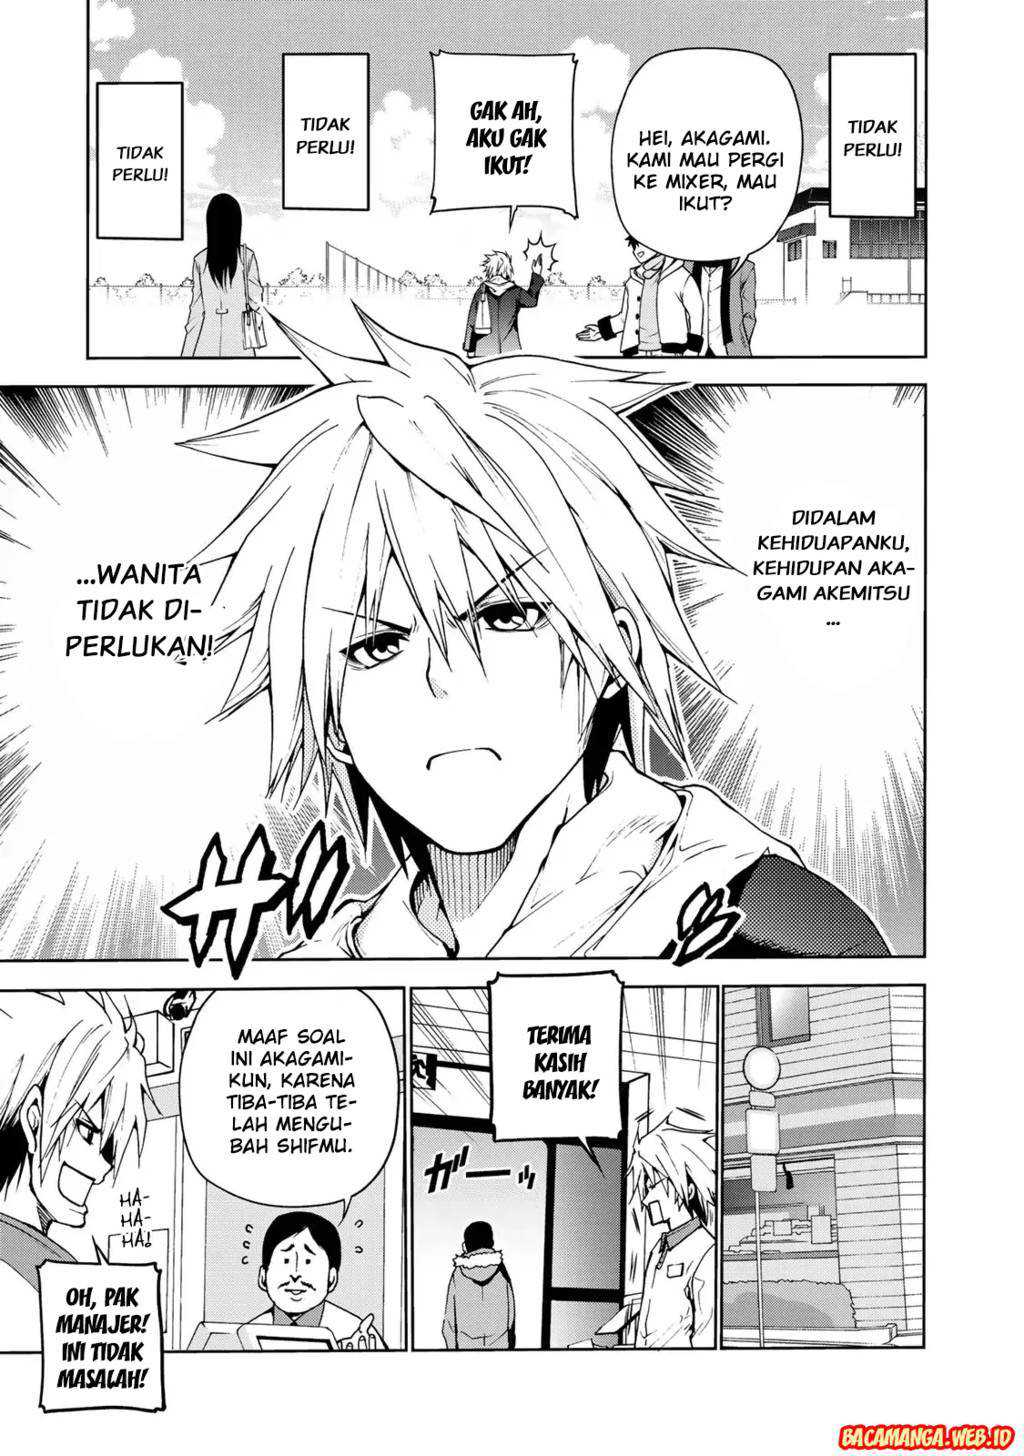 TIDAK
PERLU!
HEI, AKAGAMI.
KAMI MAU PERGI
KE MIXER, MAU
IKUT?
GAK AH,
AKU GAK
IKUT!
TIDAK
PERLU!
TIDAK
PERLU!
DIDALAM
KEHIDUAPANKU,
KEHIDUPAN AKA-
GAMI AKEMITSU
...
...WANITA
TIDAK DI-
PERLUKAN!
TERIMA
KASIH
BANYAK!
ガーッ
MAAF SOAL
INI AKAGAMI-
KUN, KARENA
TIBA-TIBA TE-
LAH MENGU-
BAH SHIFMU.
HA-
HA-
HA!
OH, PAK
MANAJER!
INI TIDAK
MASALAH!
BACAMANGA.WEB.ID